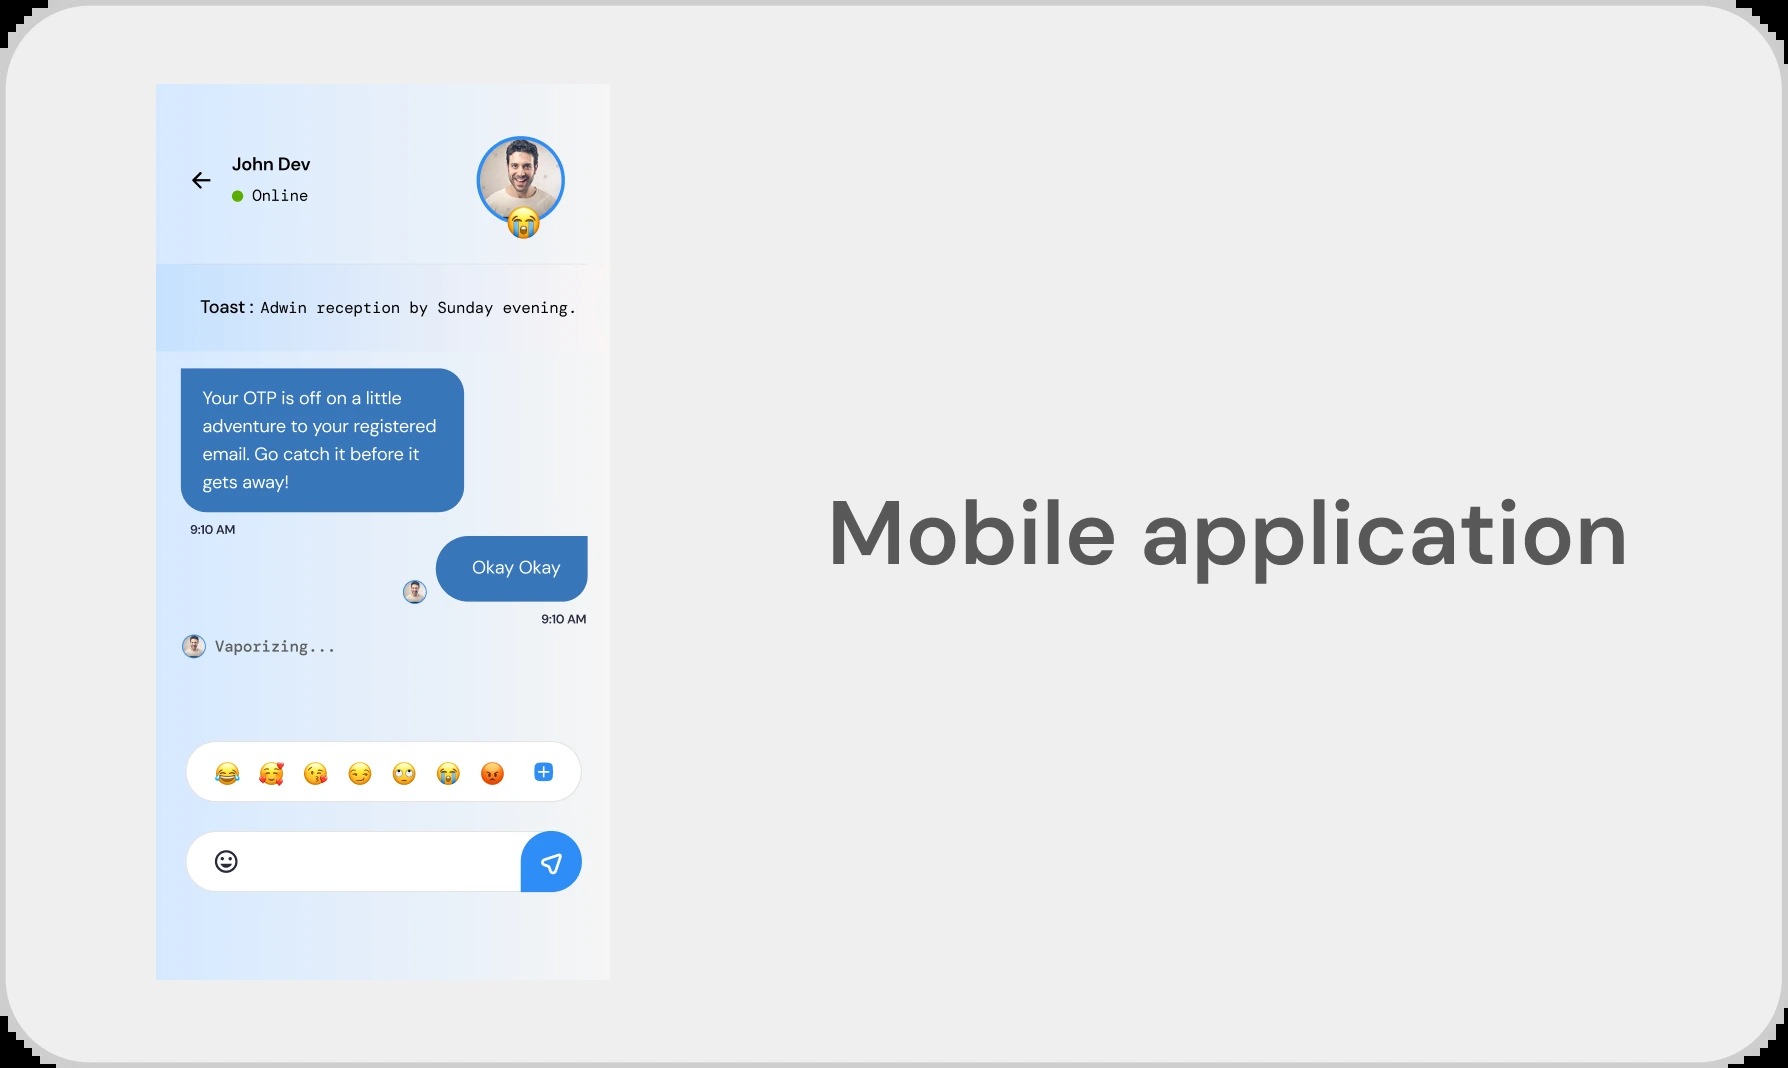 John Dev
Online
Toast : Adwin reception by Sunday evening.
Your OTP is off on a little
adventure to your registered
email. Go catch it before it
gets away!
9:10 AM
Okay Okay
9:10 AM
Vaporizing...
Mobile application